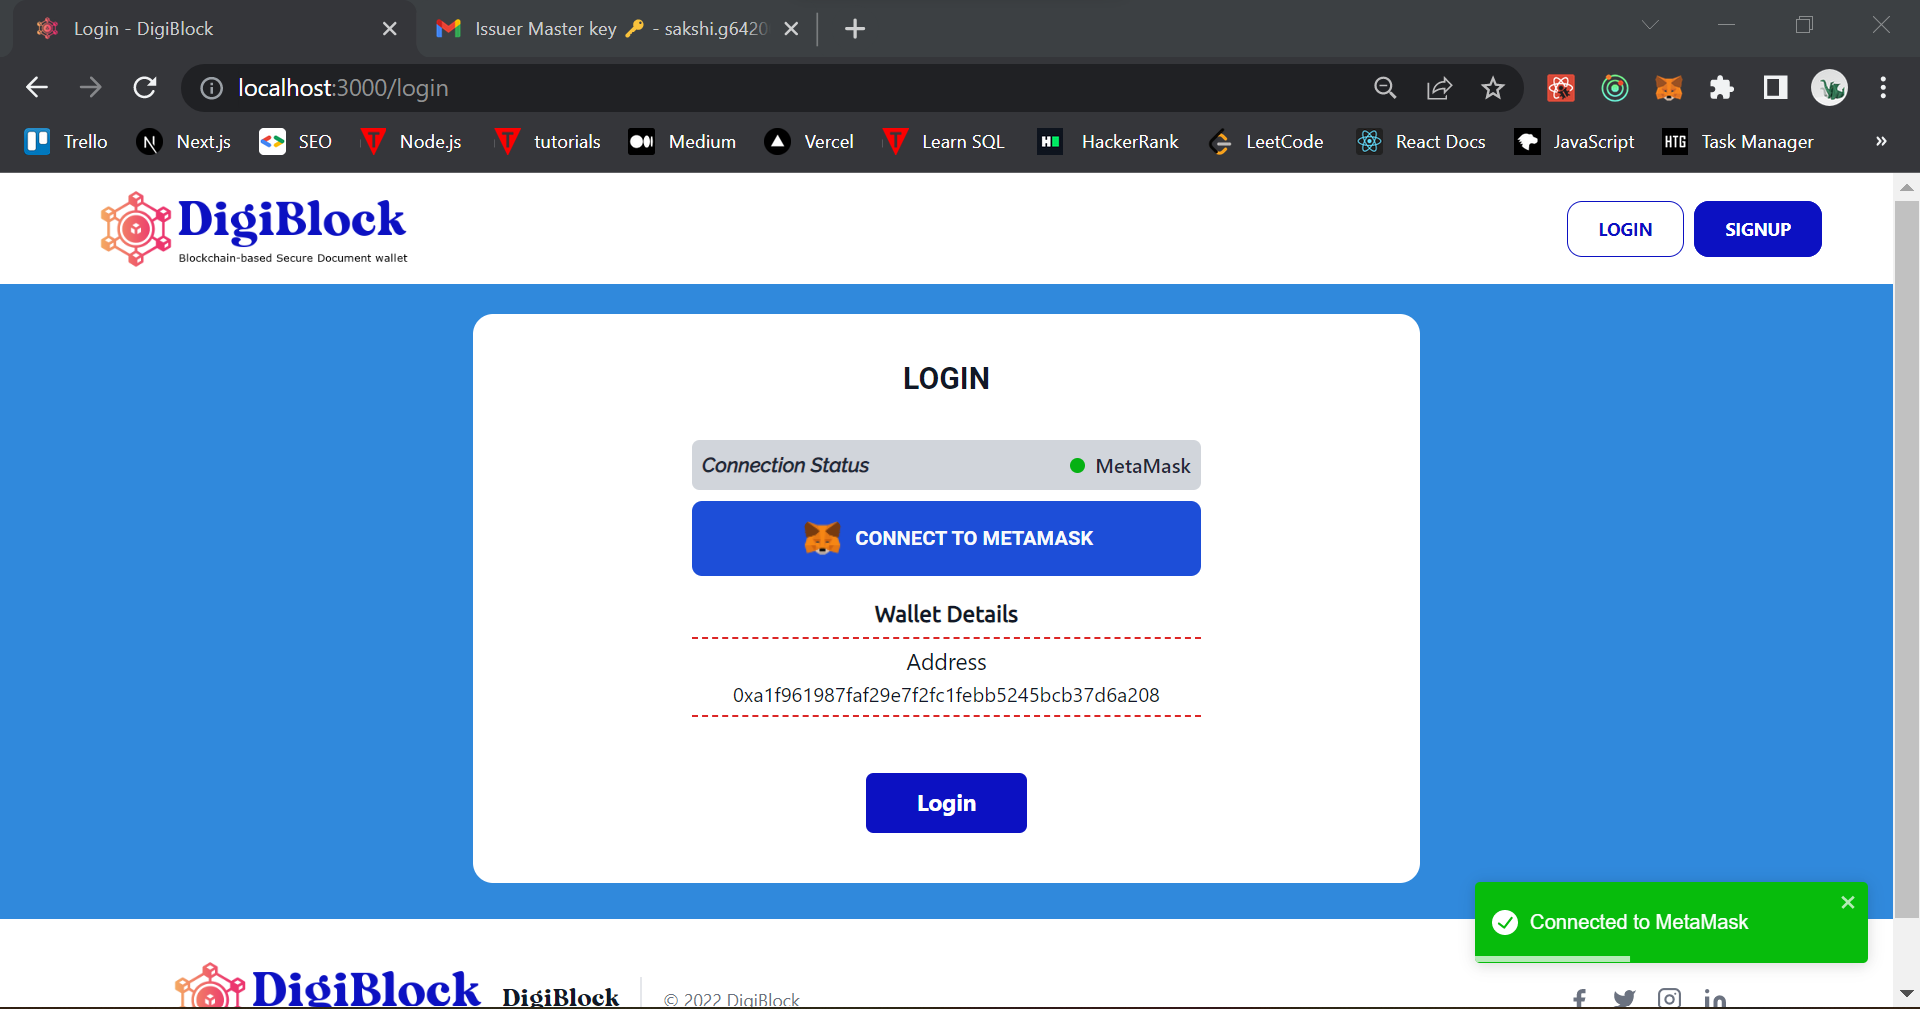 Login - DigiBlock
Issuer Master key 🔑 - sakshi.g6420
localhost:3000/login
Trello Next.js SEO Node.js tutorials Medium Vercel Learn SQL HackerRank LeetCode React Docs JavaScript HTG Task Manager »
DigiBlock
Blockchain-based Secure Document wallet
LOGIN SIGNUP
LOGIN
Connection Status MetaMask
CONNECT TO METAMASK
Wallet Details
Address
0xa1f961987faf29e7f2fc1febb5245bcb37d6a208
Login
Connected to MetaMask
DigiBlock DigiBlock © 2022 DigiBlock